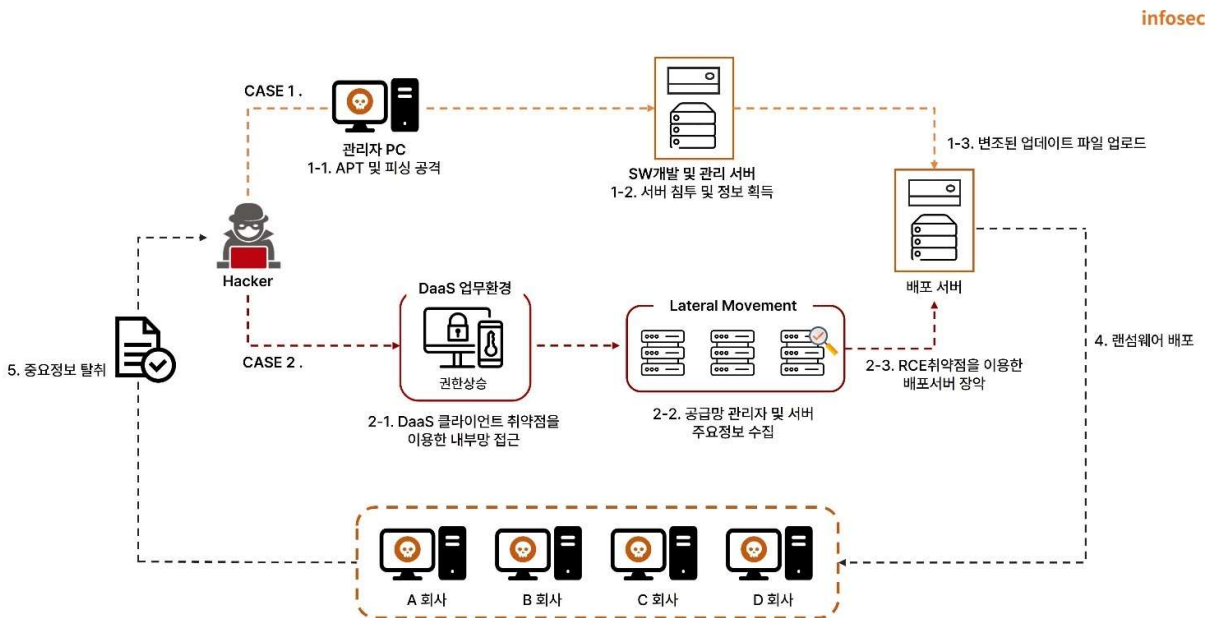 infosec
CASE 1 .
관리자 PC
1-1. APT 및 피싱 공격
SW개발 및 관리 서버
1-2. 서버 침투 및 정보 획득
1-3. 변조된 업데이트 파일 업로드
배포 서버
Hacker
CASE 2 .
DaaS 업무환경
권한상승
2-1. DaaS 클라이언트 취약점을
이용한 내부망 접근
Lateral Movement
2-2. 공급망 관리자 및 서버
주요정보 수집
2-3. RCE취약점을 이용한
배포서버 장악
4. 랜섬웨어 배포
5. 중요정보 탈취
A 회사
B 회사
C 회사
D 회사